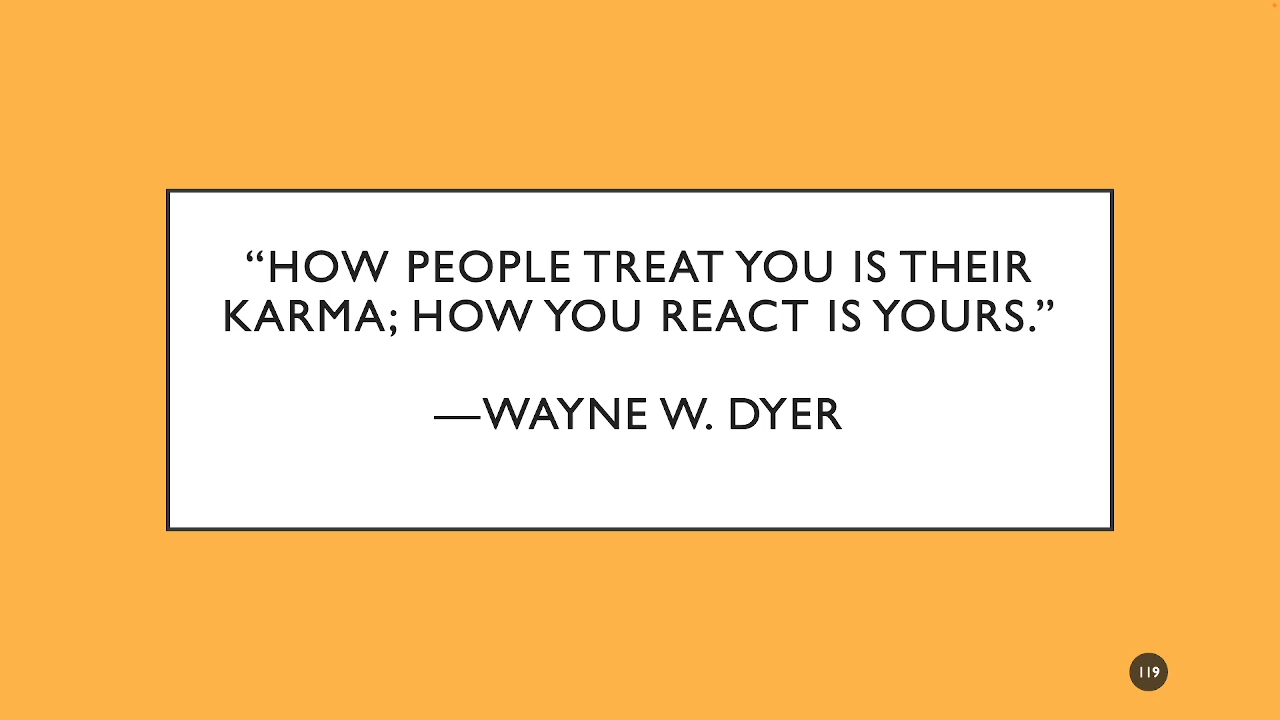 “HOW PEOPLE TREAT YOU IS THEIR
KARMA; HOW YOU REACT IS YOURS.”
—WAYNE W. DYER
119